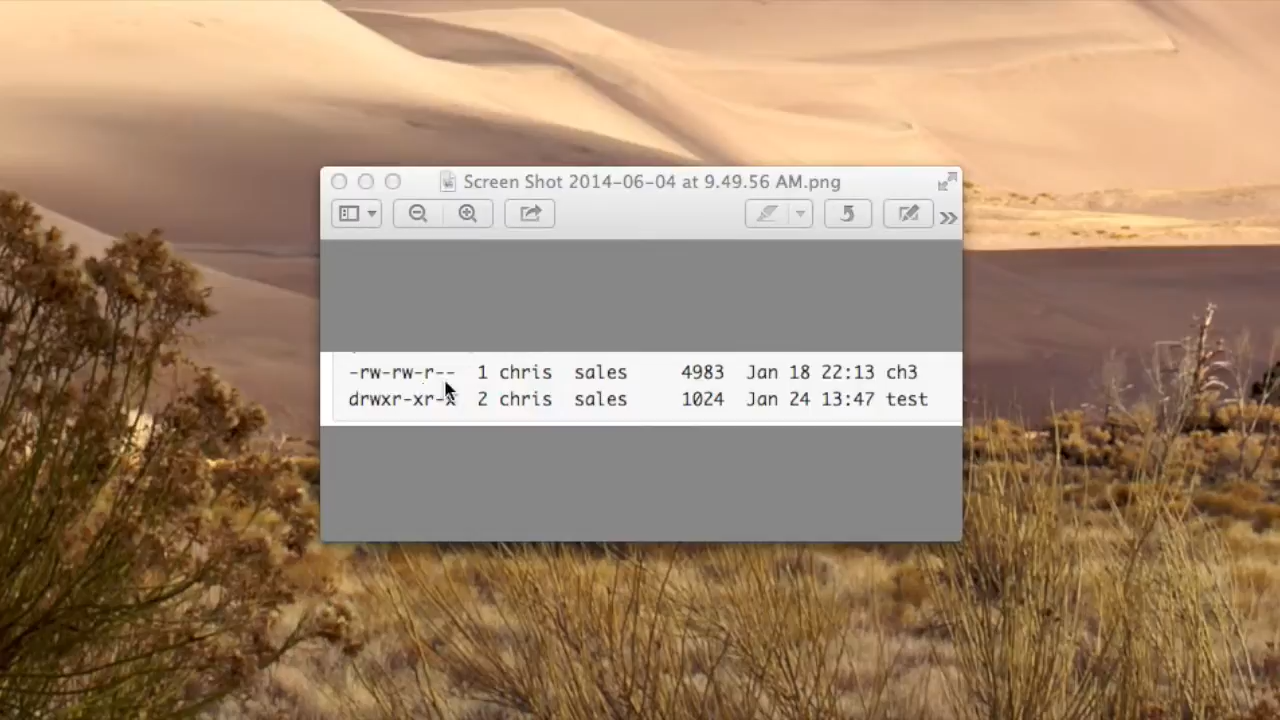 Screen Shot 2014-06-04 at 9.49.56 AM.png
-rw-rw-r-- 1 chris sales 4983 Jan 18 22:13 ch3
drwxr-xr-x 2 chris sales 1024 Jan 24 13:47 test